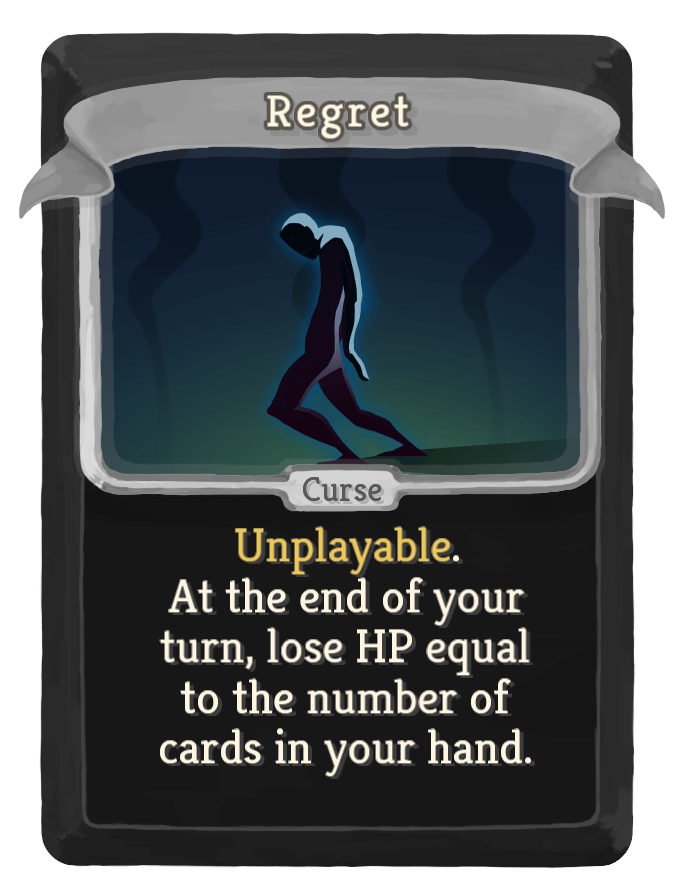 Regret
Curse
Unplayable.
At the end of your
turn, lose HP equal
to the number of
cards in your hand.